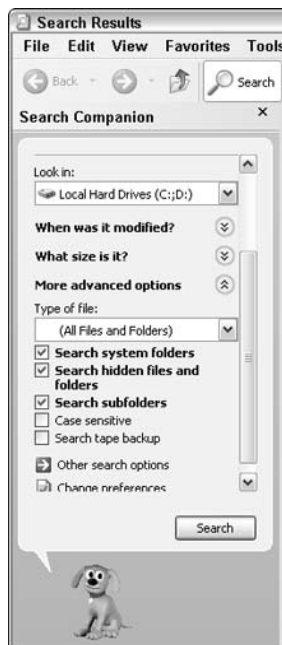 Search Results
File Edit View Favorites Tools
Back Search
Search Companion
Look in:
Local Hard Drives (C:;D:)
When was it modified?
What size is it?
More advanced options
Type of file:
(All Files and Folders)
Search system folders
Search hidden files and
folders
Search subfolders
Case sensitive
Search tape backup
Other search options
Change preferences
Search